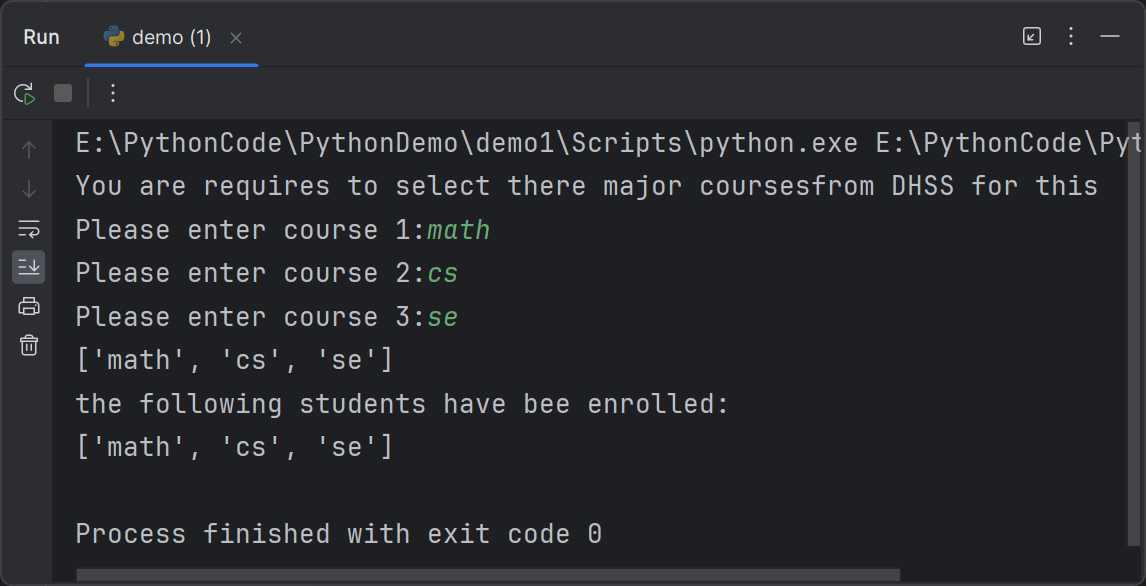 Run demo (1)
E:\PythonCode\PythonDemo\demo1\Scripts\python.exe E:\PythonCode\Pyt
You are requires to select there major coursesfrom DHSS for this
Please enter course 1:math
Please enter course 2:cs
Please enter course 3:se
['math', 'cs', 'se']
the following students have bee enrolled:
['math', 'cs', 'se']
Process finished with exit code 0